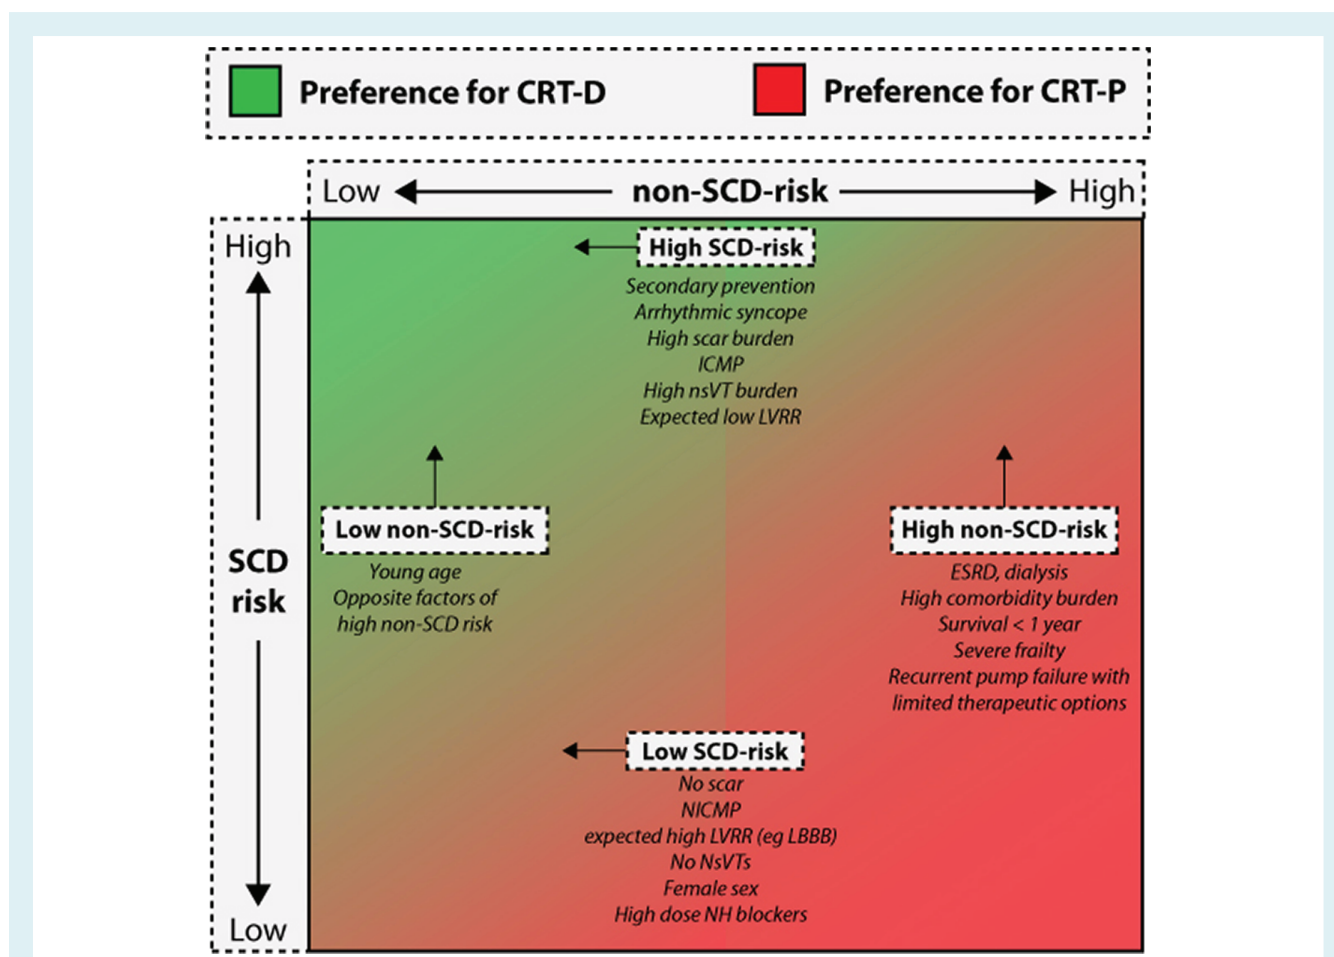 Preference for CRT-D
Preference for CRT-P
Low
non-SCD-risk
High
High
SCD
risk
Low
High SCD-risk
Secondary prevention
Arrhythmic syncope
High scar burden
ICMP
High nsVT burden
Expected low LVRR
Low non-SCD-risk
Young age
Opposite factors of
high non-SCD risk
High non-SCD-risk
ESRD, dialysis
High comorbidity burden
Survival < 1 year
Severe frailty
Recurrent pump failure with
limited therapeutic options
Low SCD-risk
No scar
NICMP
expected high LVRR (eg LBBB)
No NsVTs
Female sex
High dose NH blockers